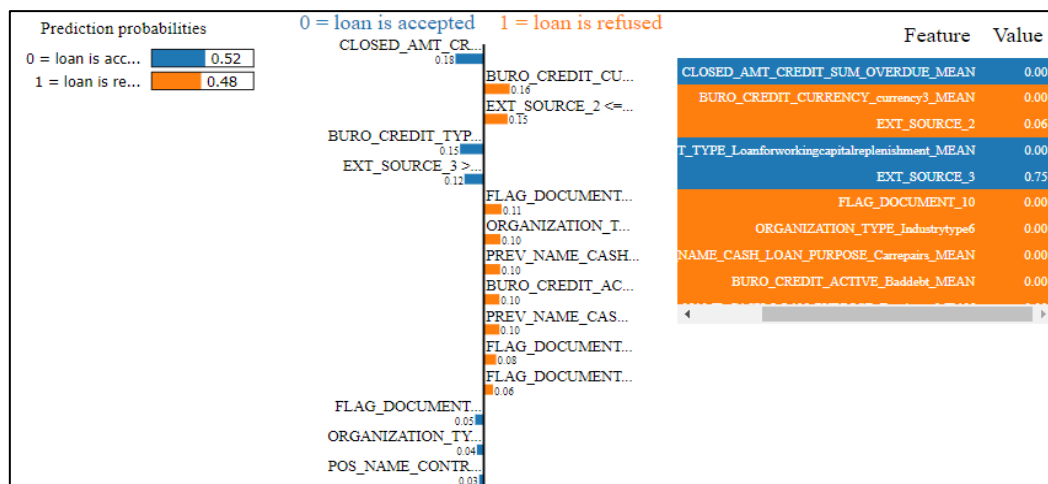 Prediction probabilities
0 = loan is acc... 0.52
1 = loan is re... 0.48
0 = loan is accepted 1 = loan is refused
CLOSED_AMT_CR...
0.18
BURO_CREDIT_CU...
0.16
EXT_SOURCE_2 <=...
0.15
BURO_CREDIT_TYP...
0.15
EXT_SOURCE_3 >...
0.12
FLAG_DOCUMENT...
0.11
ORGANIZATION_T...
0.10
PREV_NAME_CASH...
0.10
BURO_CREDIT_AC...
0.10
PREV_NAME_CAS...
0.10
FLAG_DOCUMENT...
0.08
FLAG_DOCUMENT...
0.06
FLAG_DOCUMENT...
0.05
ORGANIZATION_TY...
0.04
POS_NAME_CONTR...
0.03
Feature Value
CLOSED_AMT_CREDIT_SUM_OVERDUE_MEAN 0.00
BURO_CREDIT_CURRENCY_currency3_MEAN 0.00
EXT_SOURCE_2 0.06
T_TYPE_Loanforworkingcapitalreplenishment_MEAN 0.00
EXT_SOURCE_3 0.75
FLAG_DOCUMENT_10 0.00
ORGANIZATION_TYPE_Industrytype6 0.00
NAME_CASH_LOAN_PURPOSE_Carrepairs_MEAN 0.00
BURO_CREDIT_ACTIVE_Baddebt_MEAN 0.00